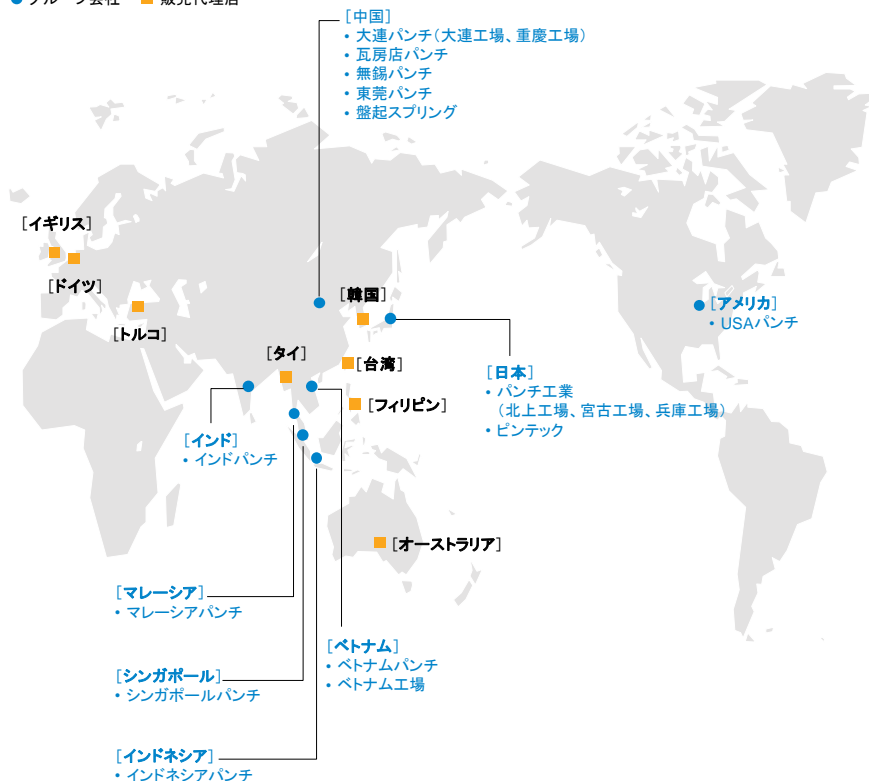 ● グループ会社 ■ 販売代理店
[中国]
・大連パンチ(大連工場、重慶工場)
・瓦房店パンチ
・無錫パンチ
・東莞パンチ
・盤起スプリング
[イギリス]
[ドイツ]
[トルコ]
[韓国]
[アメリカ]
・USAパンチ
[タイ]
[台湾]
[日本]
・パンチ工業
(北上工場、宮古工場、兵庫工場)
・ピンテック
[フィリピン]
[インド]
・インドパンチ
[オーストラリア]
[マレーシア]
・マレーシアパンチ
[ベトナム]
・ベトナムパンチ
・ベトナム工場
[シンガポール]
・シンガポールパンチ
[インドネシア]
・インドネシアパンチ